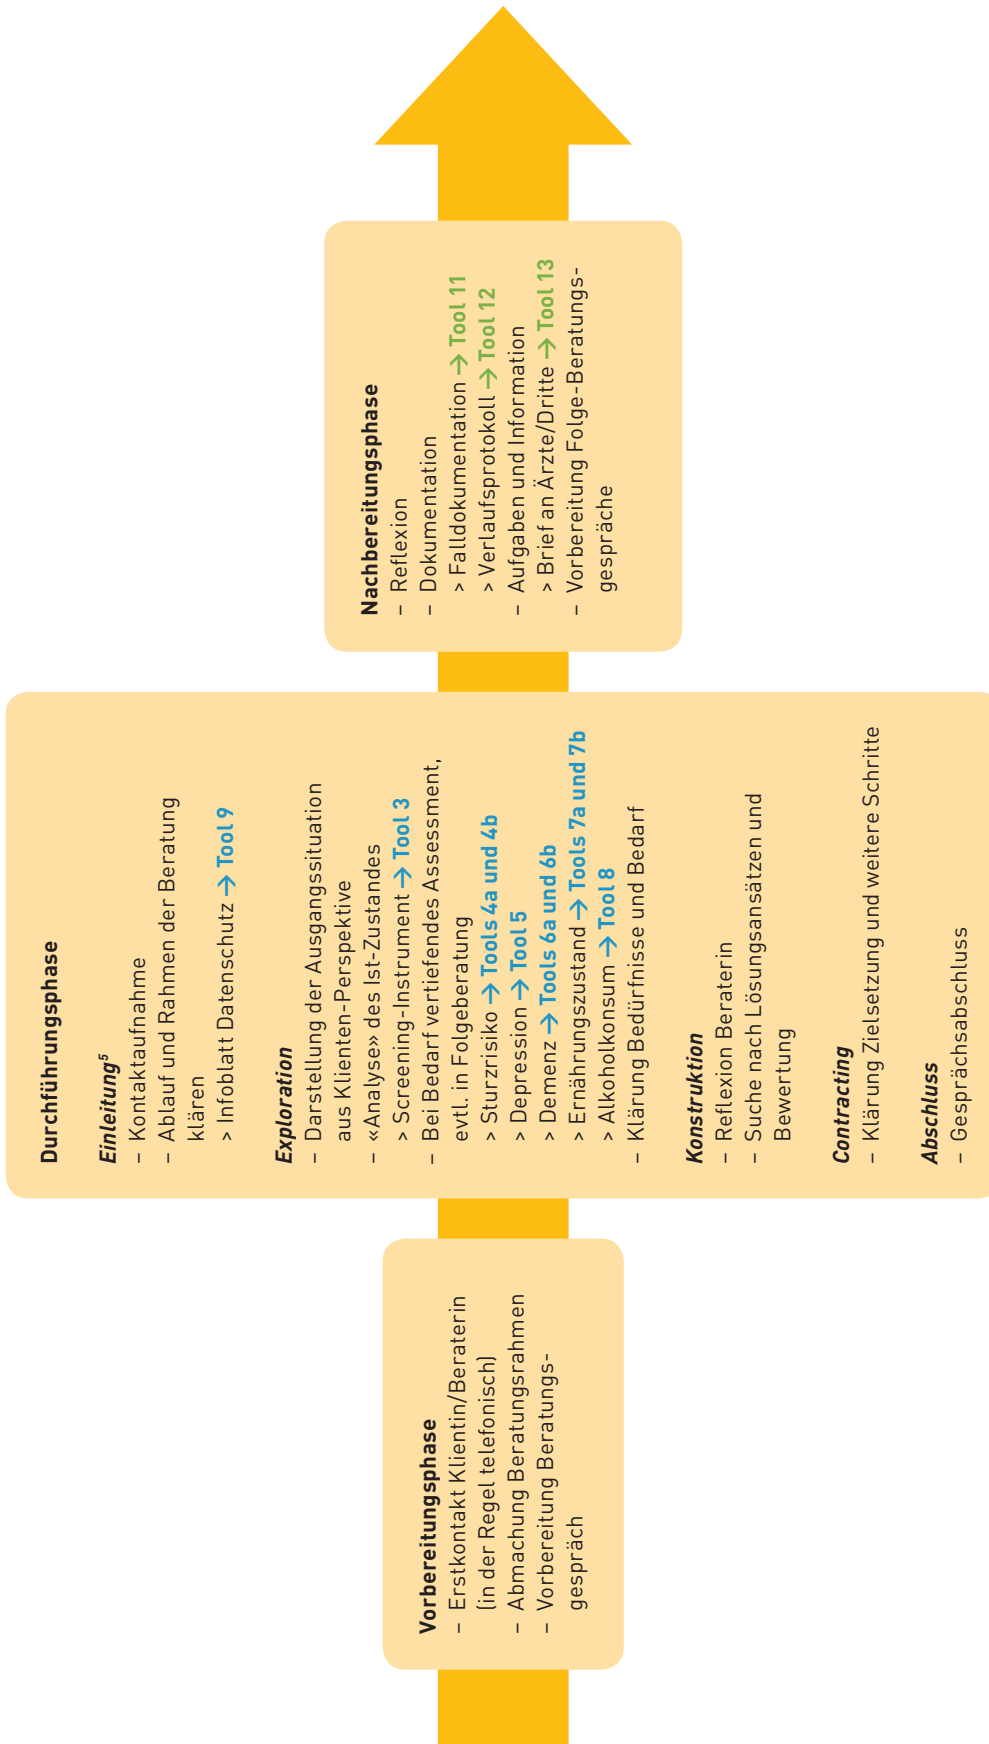 Vorbereitungsphase
– Erstkontakt Klientin/Beraterin
(in der Regel telefonisch)
– Abmachung Beratungsrahmen
– Vorbereitung Beratungs-
gespräch
Durchführungsphase
Einleitung⁵
– Kontaktaufnahme
– Ablauf und Rahmen der Beratung
klären
> Infoblatt Datenschutz → Tool 9
Exploration
– Darstellung der Ausgangssituation
aus Klienten-Perspektive
– «Analyse» des Ist-Zustandes
> Screening-Instrument → Tool 3
– Bei Bedarf vertiefendes Assessment,
evtl. in Folgeberatung
> Sturzrisiko → Tools 4a und 4b
> Depression → Tool 5
> Demenz → Tools 6a und 6b
> Ernährungszustand → Tools 7a und 7b
> Alkoholkonsum → Tool 8
– Klärung Bedürfnisse und Bedarf
Konstruktion
– Reflexion Beraterin
– Suche nach Lösungsansätzen und
Bewertung
Contracting
– Klärung Zielsetzung und weitere Schritte
Abschluss
– Gesprächsabschluss
Nachbereitungsphase
– Reflexion
– Dokumentation
> Falldokumentation → Tool 11
> Verlaufsprotokoll → Tool 12
– Aufgaben und Information
> Brief an Ärzte/Dritte → Tool 13
– Vorbereitung Folge-Beratungs-
gespräche